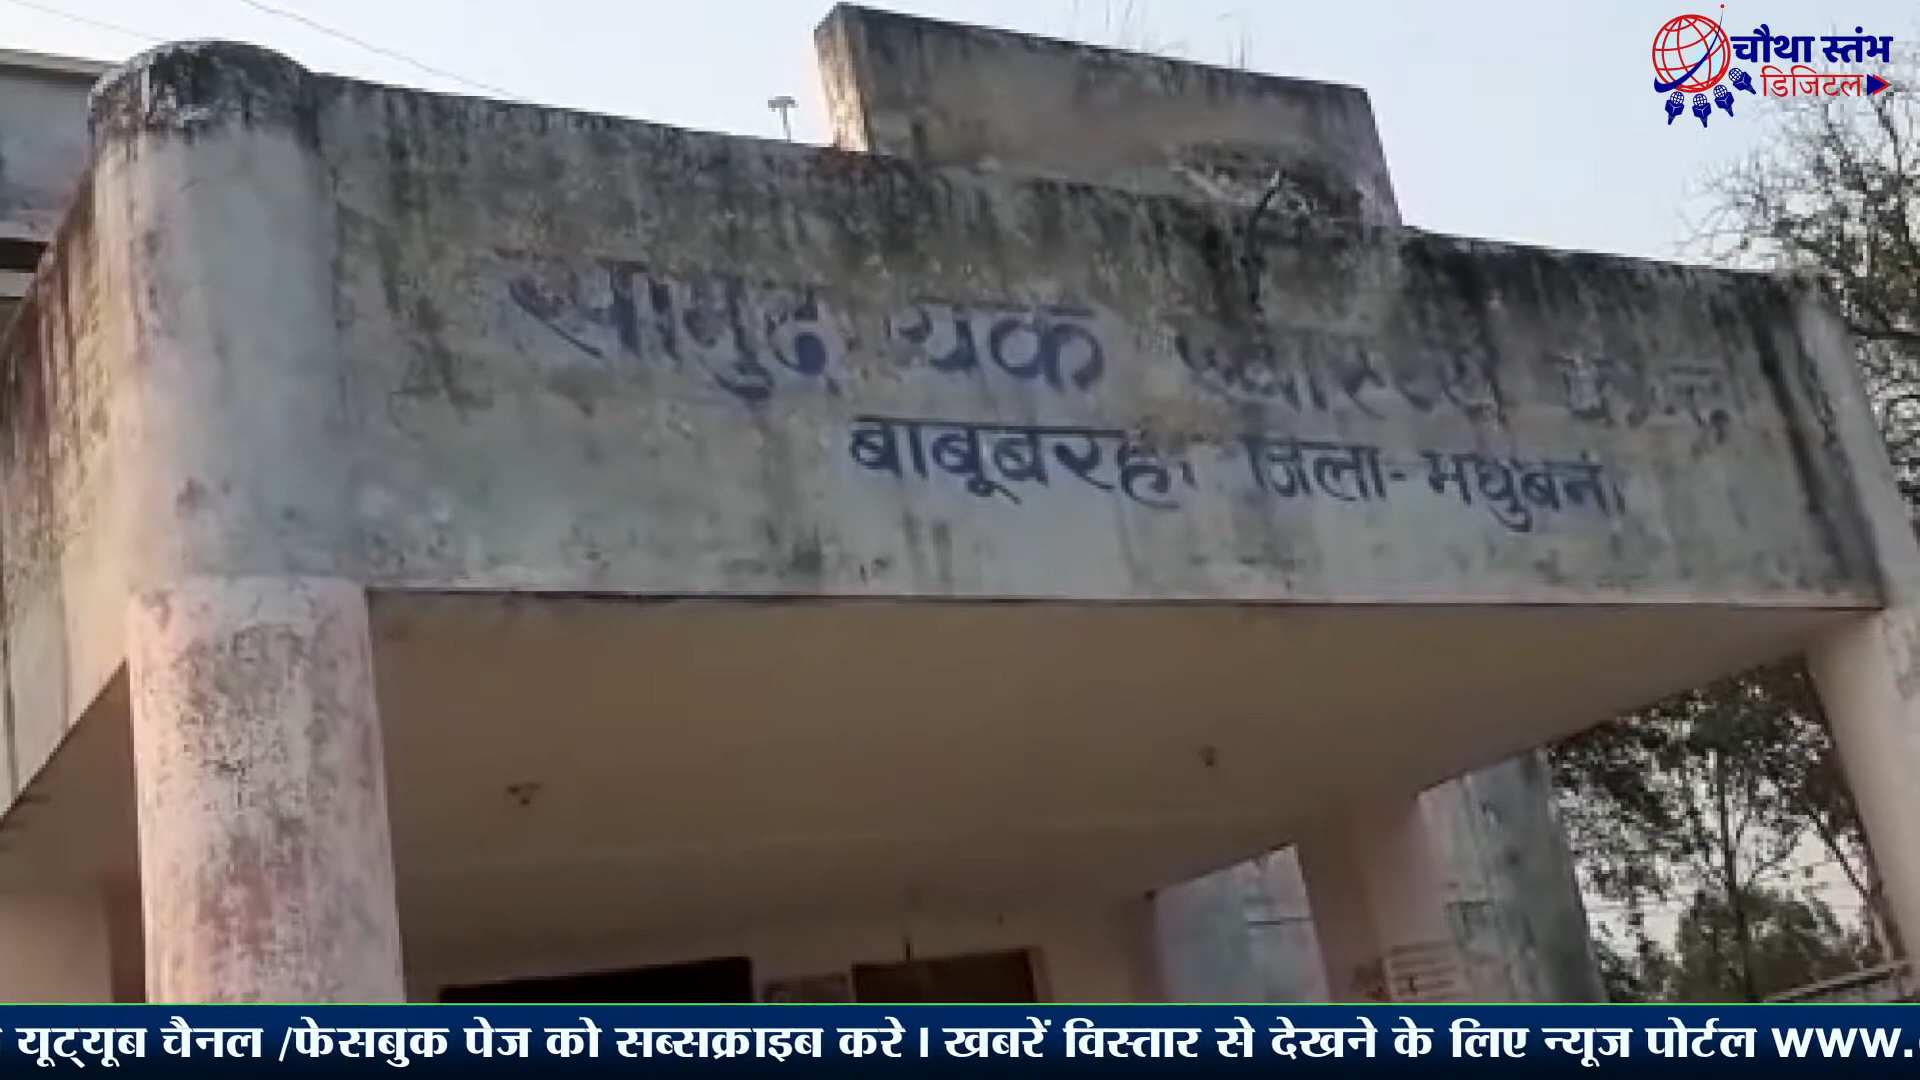 चौथा स्तंभ
डिजिटल
सामुदायिक स्वास्थ्य केन्द्र
बाबूबरही जिला-मधुबनी
यूट्यूब चैनल /फेसबुक पेज को सब्सक्राइब करे । खबरें विस्तार से देखने के लिए न्यूज पोर्टल www.